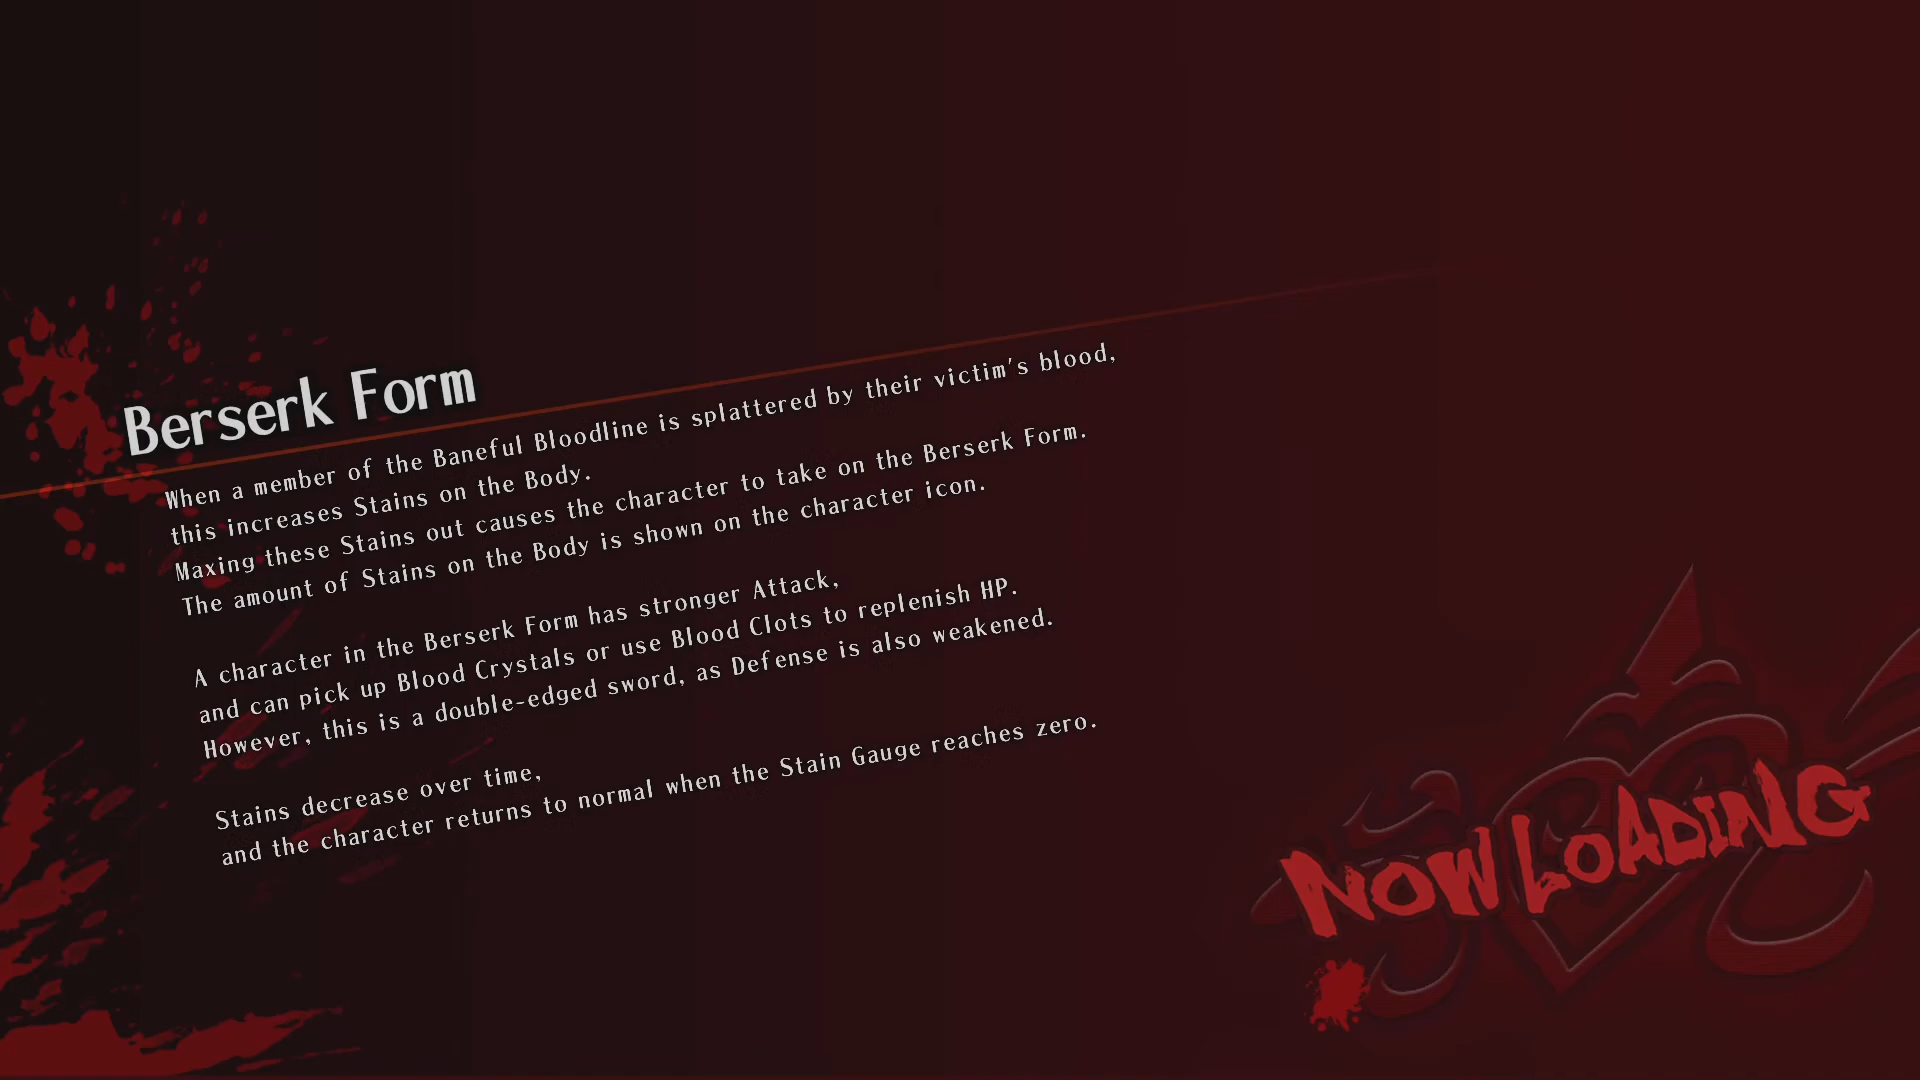 Berserk Form
When a member of the Baneful Bloodline is splattered by their victim's blood,
this increases Stains on the Body.
Maxing these Stains out causes the character to take on the Berserk Form.
The amount of Stains on the Body is shown on the character icon.
A character in the Berserk Form has stronger Attack,
and can pick up Blood Crystals or use Blood Clots to replenish HP.
However, this is a double-edged sword, as Defense is also weakened.
Stains decrease over time,
and the character returns to normal when the Stain Gauge reaches zero.
NOW LOADING